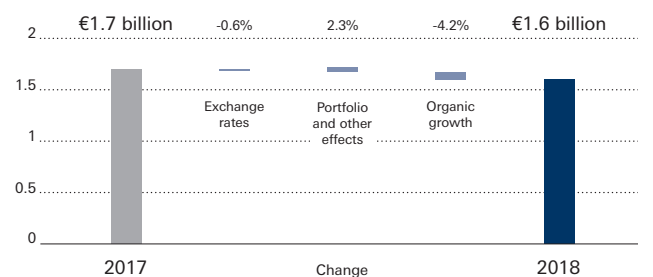 €1.7 billion -0.6% 2.3% -4.2% €1.6 billion
2
1.5
Exchange rates
Portfolio and other effects
Organic growth
1
0.5
0
2017 Change 2018